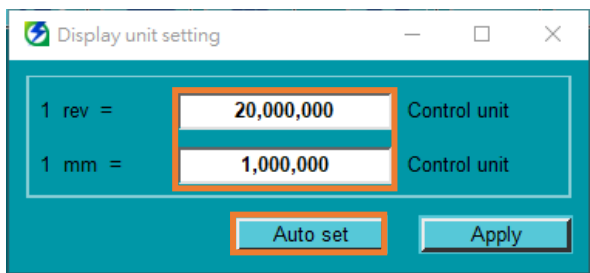 Display unit setting
1 rev = 20,000,000 Control unit
1 mm = 1,000,000 Control unit
Auto set Apply